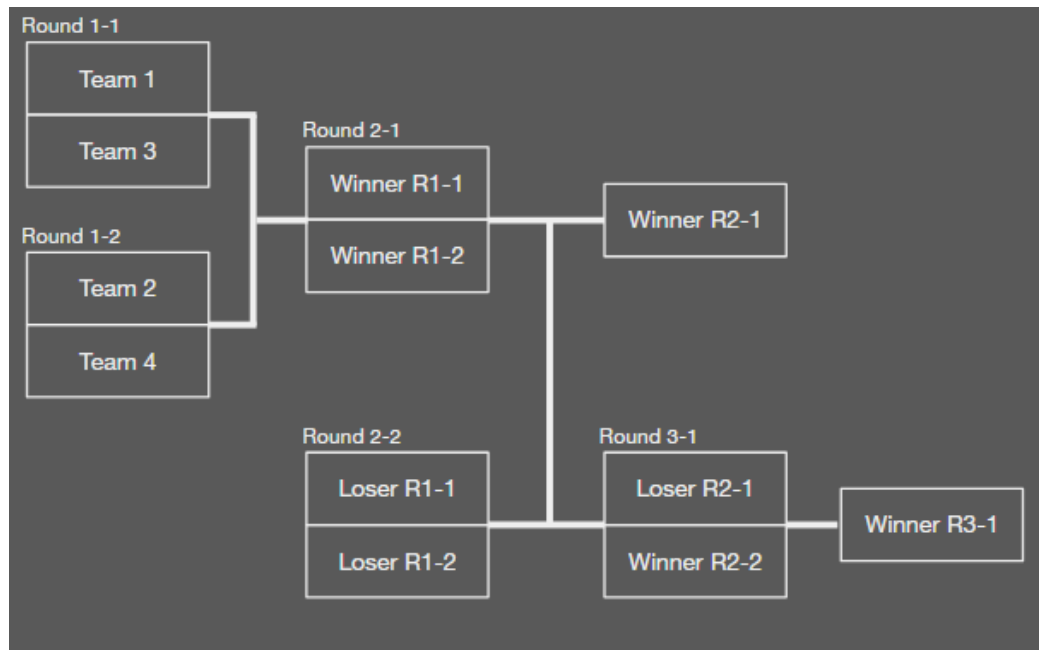 Round 1-1
Team 1
Team 3
Round 1-2
Team 2
Team 4
Round 2-1
Winner R1-1
Winner R1-2
Winner R2-1
Round 2-2
Loser R1-1
Loser R1-2
Round 3-1
Loser R2-1
Winner R2-2
Winner R3-1